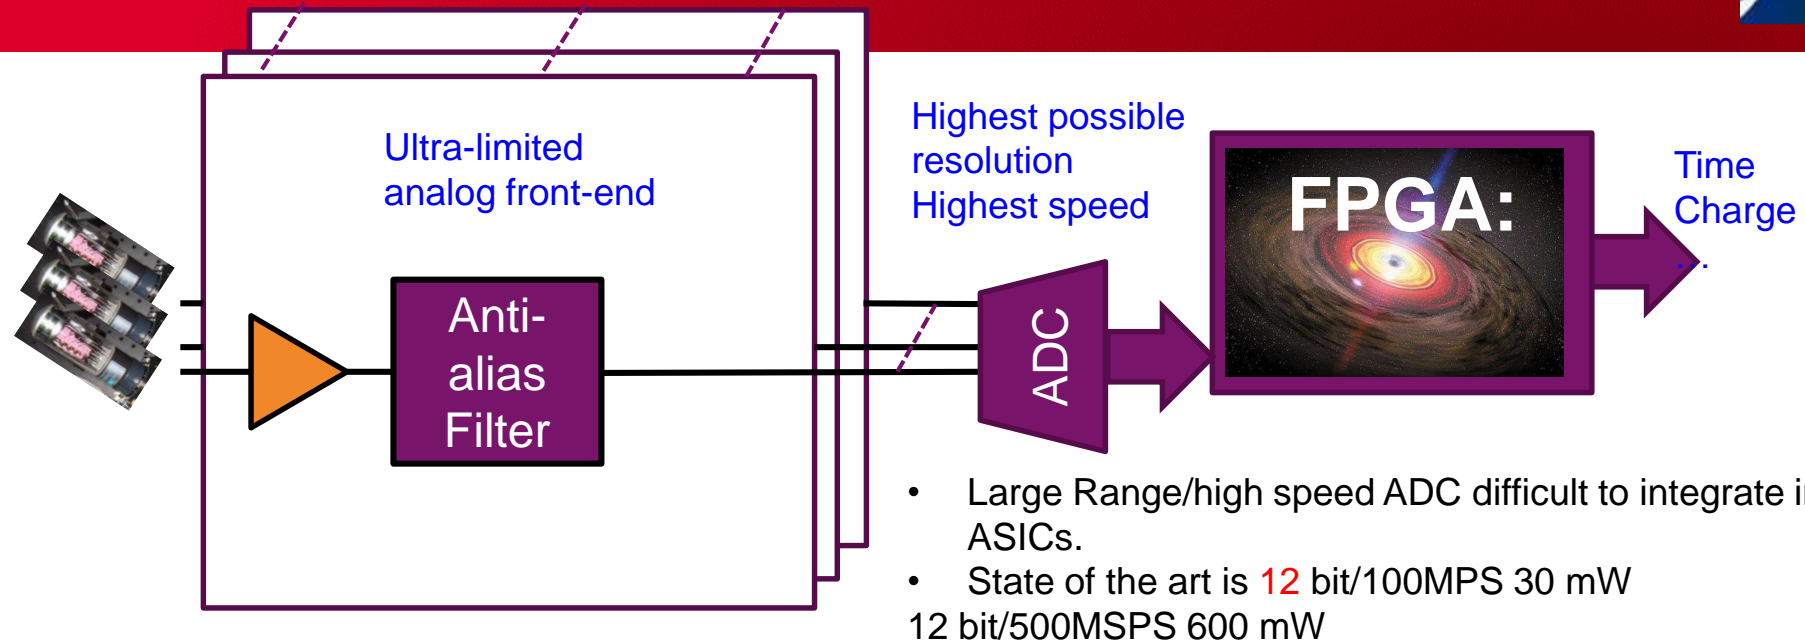 Ultra-limited
analog front-end
Anti-
alias
Filter
Highest possible
resolution
Highest speed
ADC
FPGA:
Time
Charge
…
• Large Range/high speed ADC difficult to integrate i
ASICs.
• State of the art is 12 bit/100MPS 30 mW
12 bit/500MSPS 600 mW